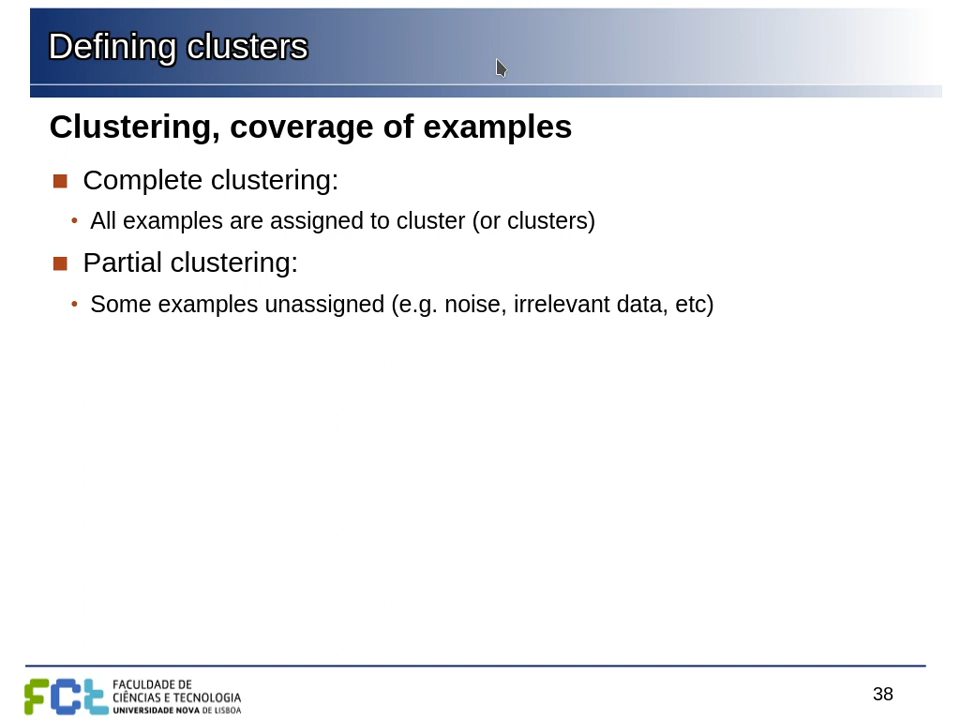 Defining clusters
Clustering, coverage of examples
Complete clustering:
All examples are assigned to cluster (or clusters)
Partial clustering:
Some examples unassigned (e.g. noise, irrelevant data, etc)
FCt
FACULDADE DE
CIÊNCIAS E TECNOLOGIA
UNIVERSIDADE NOVA DE LISBOA
38